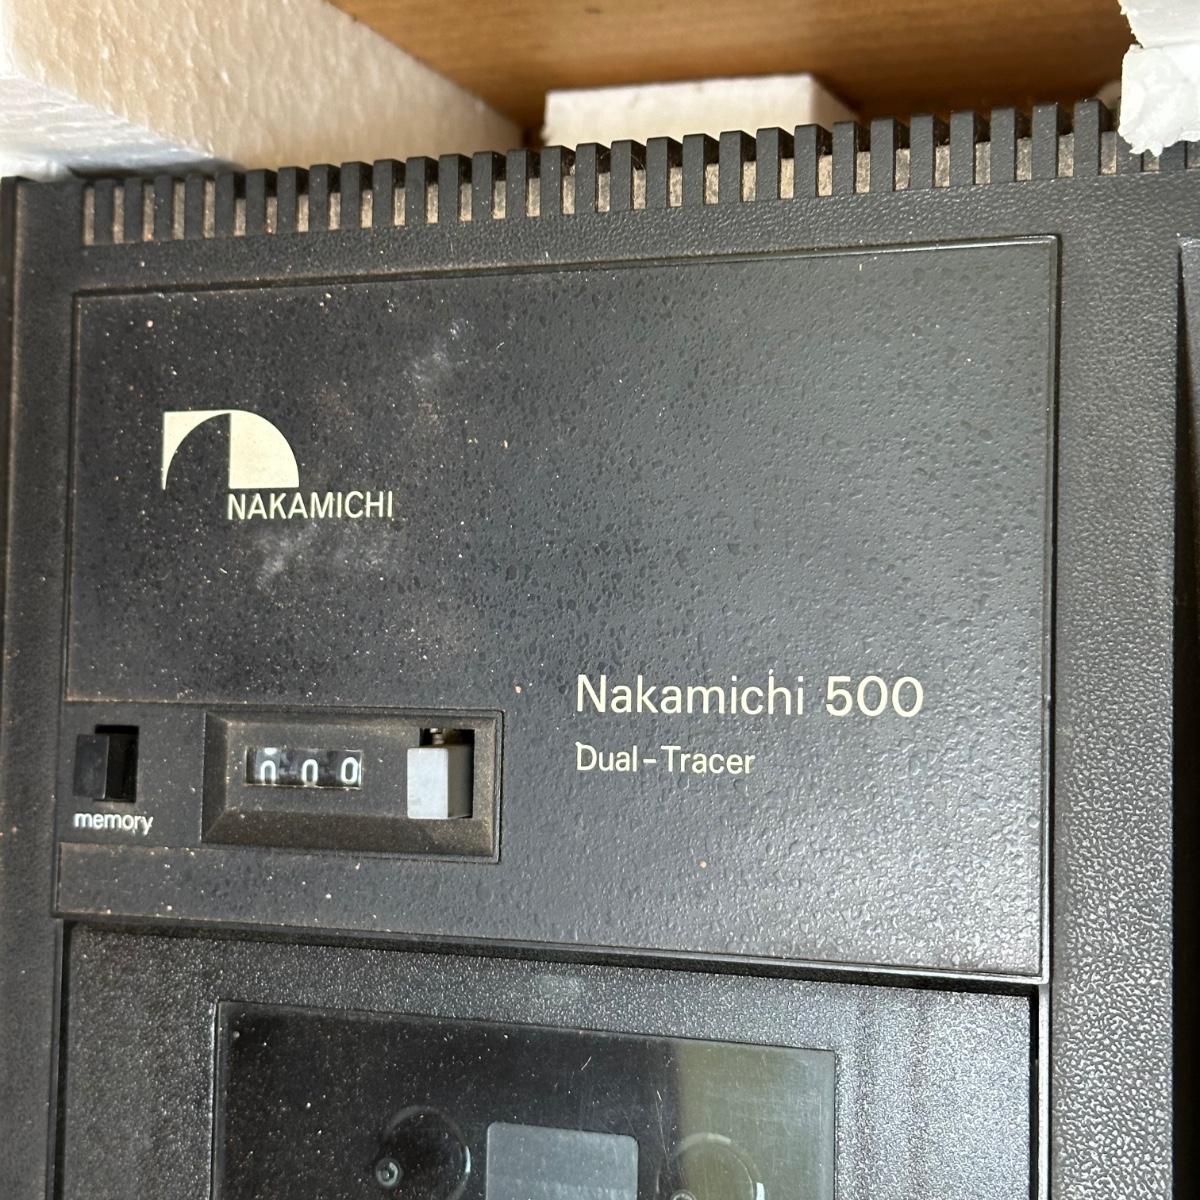 NAKAMICHI
Nakamichi 500
Dual-Tracer
000
memory